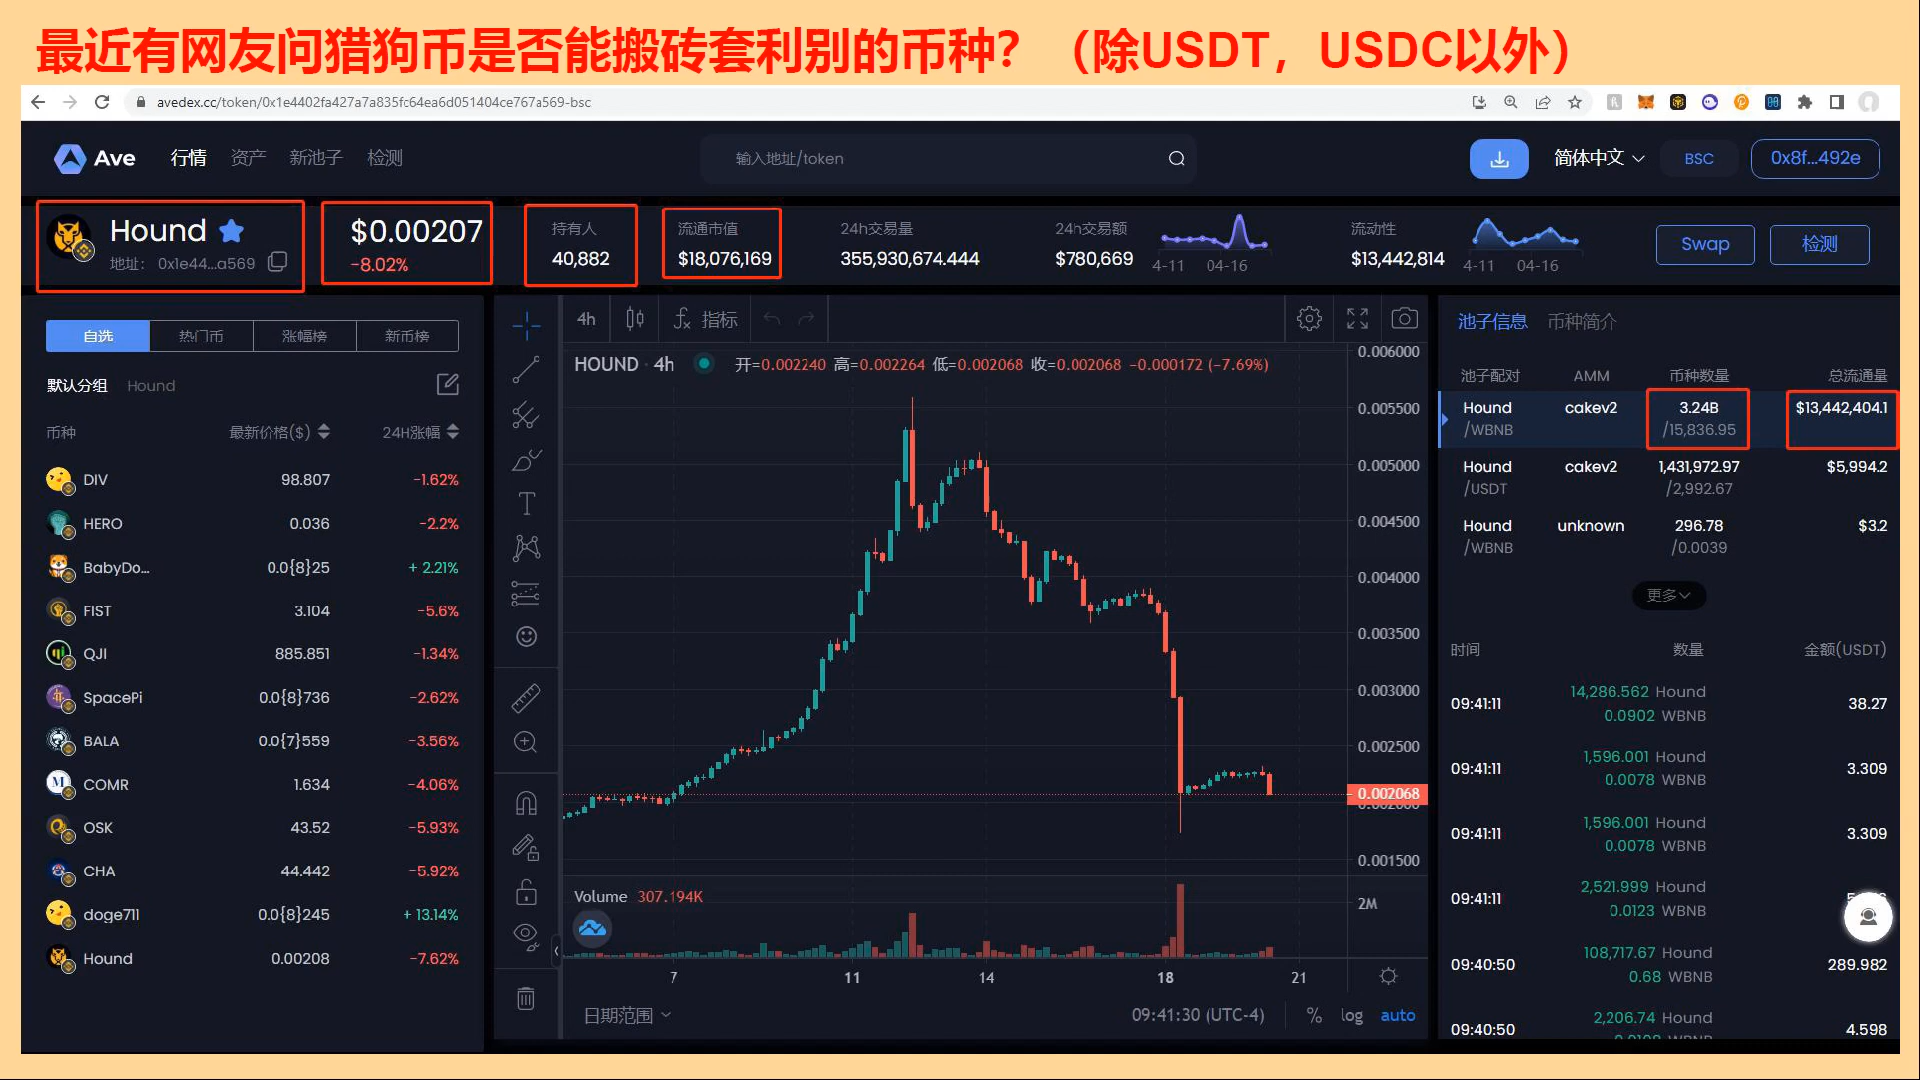 最近有网友问猎狗币是否能搬砖套利别的币种？（除USDT，USDC以外）
avedex.cc/token/0x1e4402fa427a7a835fc64ea6d051404ce767a569-bsc
Ave 行情 资产 新池子 检测 输入地址/token 简体中文 BSC 0x8f...492e
Hound
地址： 0x1e44...a569
$0.00207
-8.02%
持有人
40,882
流通市值
$18,076,169
24h交易量
355,930,674.444
24h交易额
$780,669
4-11 04-16
流动性
$13,442,814
4-11 04-16
Swap 检测
自选 热门币 涨幅榜 新币榜
默认分组 Hound
币种 最新价格($) 24H涨幅
DIV 98.807 -1.62%
HERO 0.036 -2.2%
BabyDo... 0.0{8}25 + 2.21%
FIST 3.104 -5.6%
QJI 885.851 -1.34%
SpacePi 0.0{8}736 -2.62%
BALA 0.0{7}559 -3.56%
COMR 1.634 -4.06%
OSK 43.52 -5.93%
CHA 44.442 -5.92%
doge711 0.0{8}245 + 13.14%
Hound 0.00208 -7.62%
4h 指标
HOUND · 4h 开=0.002240 高=0.002264 低=0.002068 收=0.002068 -0.000172 (-7.69%)
0.006000
0.005500
0.005000
0.004500
0.004000
0.003500
0.003000
0.002500
0.002068
0.001500
Volume 307.194K
2M
7 11 14 18 21
日期范围 09:41:30 (UTC-4) % log auto
池子信息 币种简介
池子配对 AMM 币种数量 总流通量
Hound cakev2 3.24B $13,442,404.1
/WBNB /15,836.95
Hound cakev2 1,431,972.97 $5,994.2
/USDT /2,992.67
Hound unknown 296.78 $3.2
/WBNB /0.0039
更多
时间 数量 金额(USDT)
09:41:11 14,286.562 Hound 38.27
0.0902 WBNB
09:41:11 1,596.001 Hound 3.309
0.0078 WBNB
09:41:11 1,596.001 Hound 3.309
0.0078 WBNB
09:41:11 2,521.999 Hound
0.0123 WBNB
09:40:50 108,717.67 Hound 289.982
0.68 WBNB
09:40:50 2,206.74 Hound 4.598